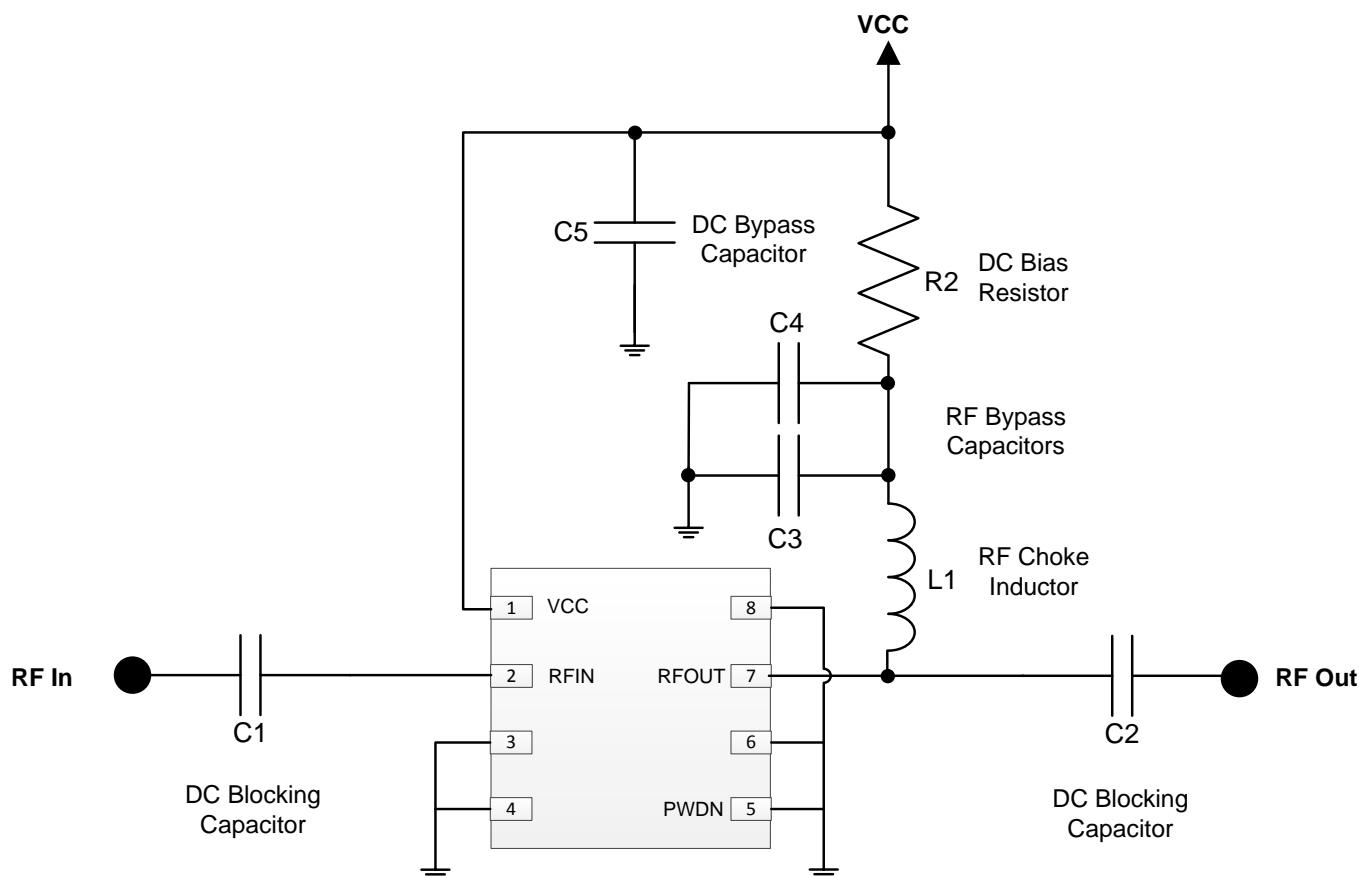 VCC
C5
DC Bypass
Capacitor
R2
DC Bias
Resistor
C4
RF Bypass
Capacitors
C3
L1
RF Choke
Inductor
1
VCC
8
RF In
2
RFIN
RFOUT
7
RF Out
C1
3
6
C2
DC Blocking
Capacitor
4
PWDN
5
DC Blocking
Capacitor